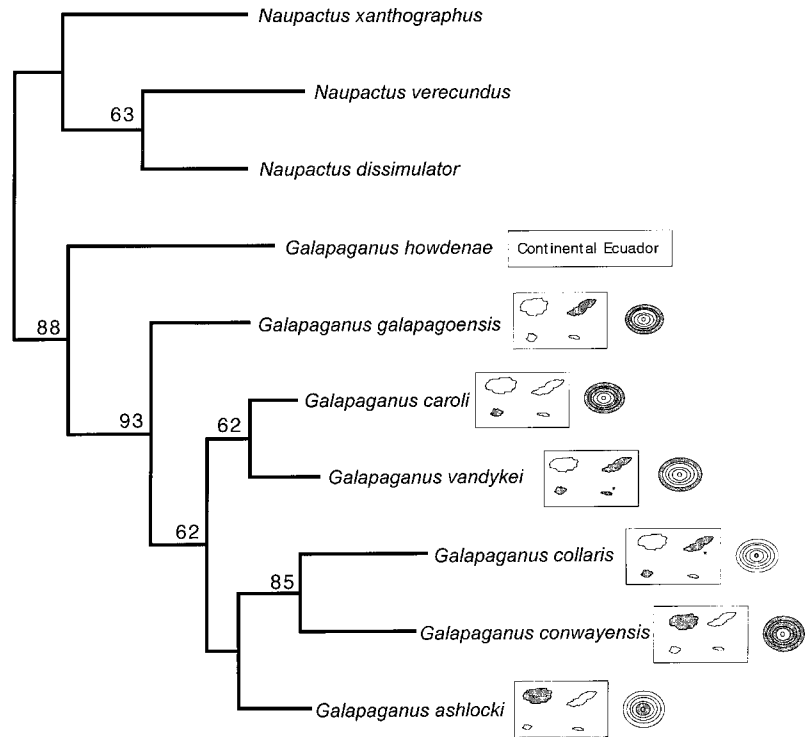 Naupactus xanthographus
Naupactus verecundus
63
Naupactus dissimulator
Galapaganus howdenae Continental Ecuador
88
Galapaganus galapagoensis
Galapaganus caroli
93
62
Galapaganus vandykei
62
Galapaganus collaris
85
Galapaganus conwayensis
Galapaganus ashlocki